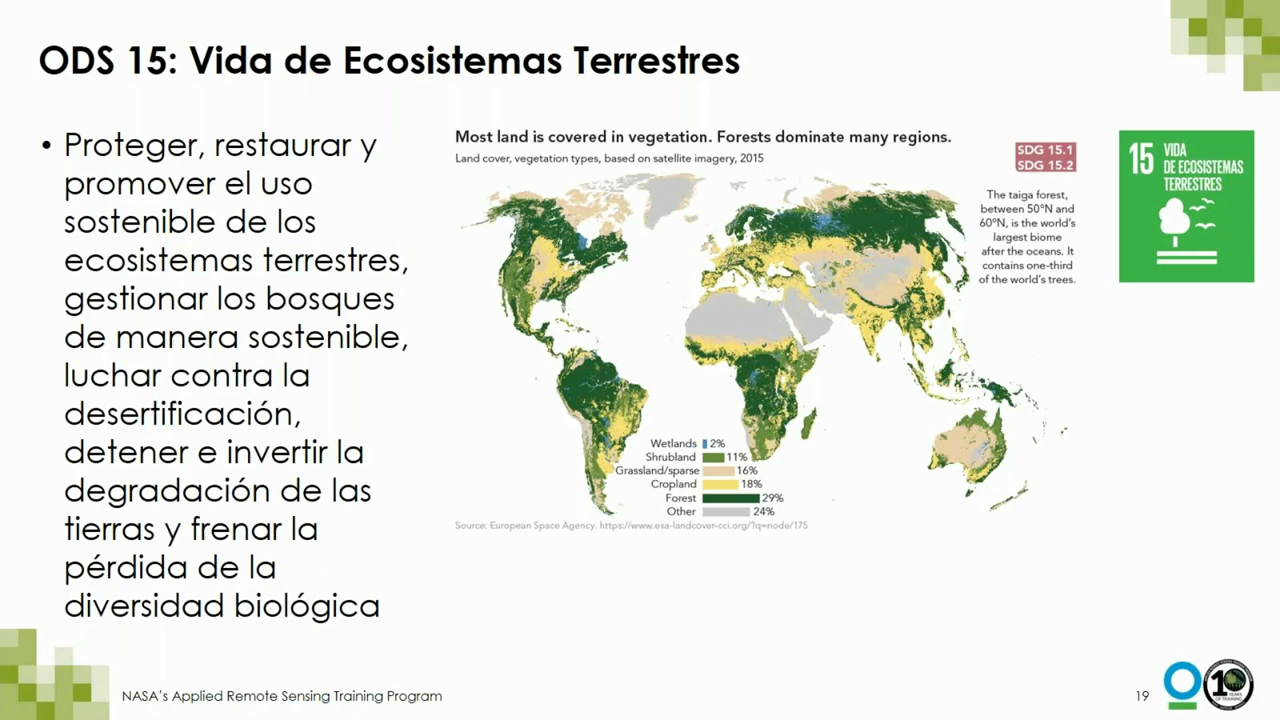 ODS 15: Vida de Ecosistemas Terrestres
• Proteger, restaurar y
promover el uso
sostenible de los
ecosistemas terrestres,
gestionar los bosques
de manera sostenible,
luchar contra la
desertificación,
detener e invertir la
degradación de las
tierras y frenar la
pérdida de la
diversidad biológica
Most land is covered in vegetation. Forests dominate many regions.
Land cover, vegetation types, based on satellite imagery, 2015
SDG 15.1
SDG 15.2
The taiga forest,
between 50°N and
60°N, is the world's
largest biome
after the oceans. It
contains one-third
of the world's trees.
Wetlands 2%
Shrubland 11%
Grassland/sparse 16%
Cropland 18%
Forest 29%
Other 24%
Source: European Space Agency. https://www.esa-landcover-cci.org/?q=node/175
15 VIDA
DE ECOSISTEMAS
TERRESTRES
NASA's Applied Remote Sensing Training Program
19
10
YEARS
OF TRAINING